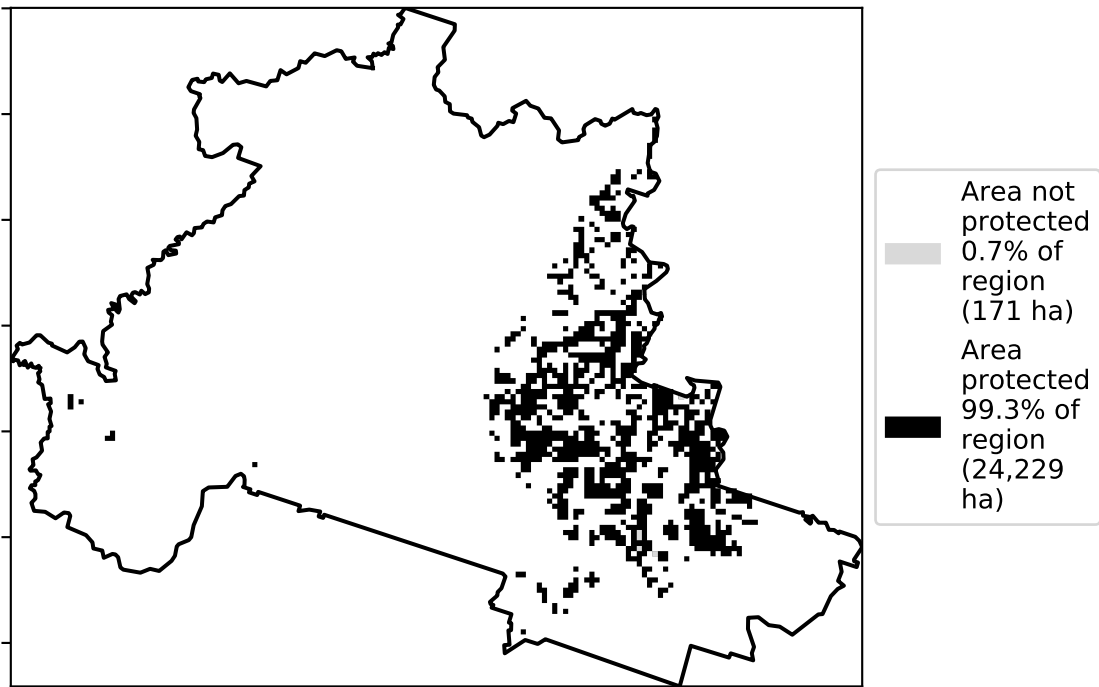 Area not
protected
0.7% of
region
(171 ha)
Area
protected
99.3% of
region
(24,229
ha)